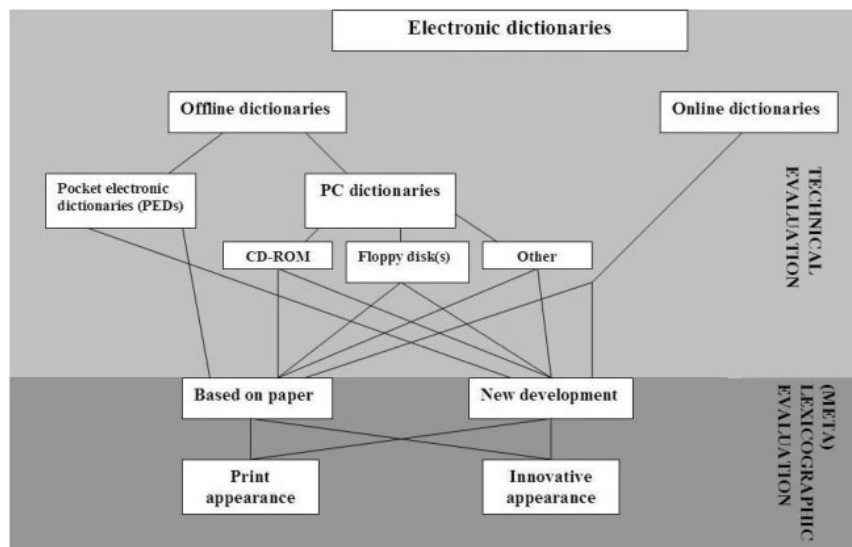 Electronic dictionaries
Offline dictionaries
Online dictionaries
Pocket electronic
dictionaries (PEDs)
PC dictionaries
CD-ROM
Floppy disk(s)
Other
TECHNICAL
EVALUATION
Based on paper
New development
Print
appearance
Innovative
appearance
(META)
LEXICOGRAPHIC
EVALUATION